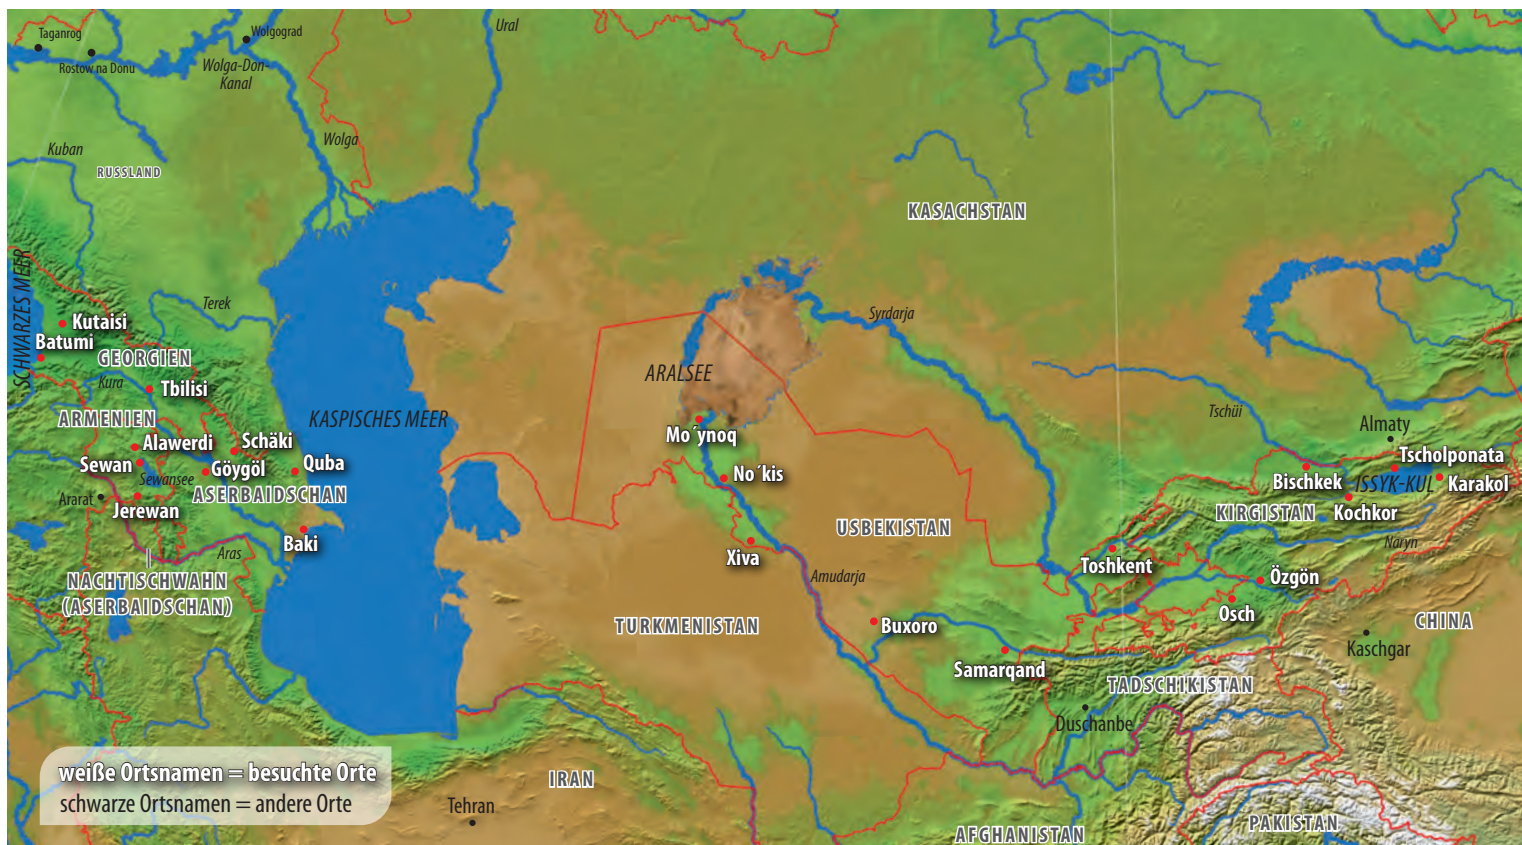 Taganrog
Wolgograd
Ural
Rostow na Donu
Wolga-Don-
Kanal
Wolga
Kuban
RUSSLAND
KASACHSTAN
SCHWARZES MEER
Terek
Syrdarja
Kutaisi
Batumi
GEORGIEN
ARALSEE
Kura
Tbilisi
Tschüi
ARMENIEN
KASPISCHES MEER
Almaty
Alawerdi
Schäki
Mo´ynoq
Sewan
Göygöl
Quba
Tscholponata
Sewansee
No´kis
Bischkek
ISSYK-KUL
Karakol
Ararat
ASERBAIDSCHAN
Jerewan
KIRGISTAN
Kochkor
USBEKISTAN
Baki
Naryn
Aras
Xiva
Toshkent
NACHTISCHWAHN
(ASERBAIDSCHAN)
Amudarja
Özgön
Osch
TURKMENISTAN
Buxoro
CHINA
Kaschgar
Samarqand
TADSCHIKISTAN
Duschanbe
weiße Ortsnamen = besuchte Orte
schwarze Ortsnamen = andere Orte
IRAN
Tehran
AFGHANISTAN
PAKISTAN